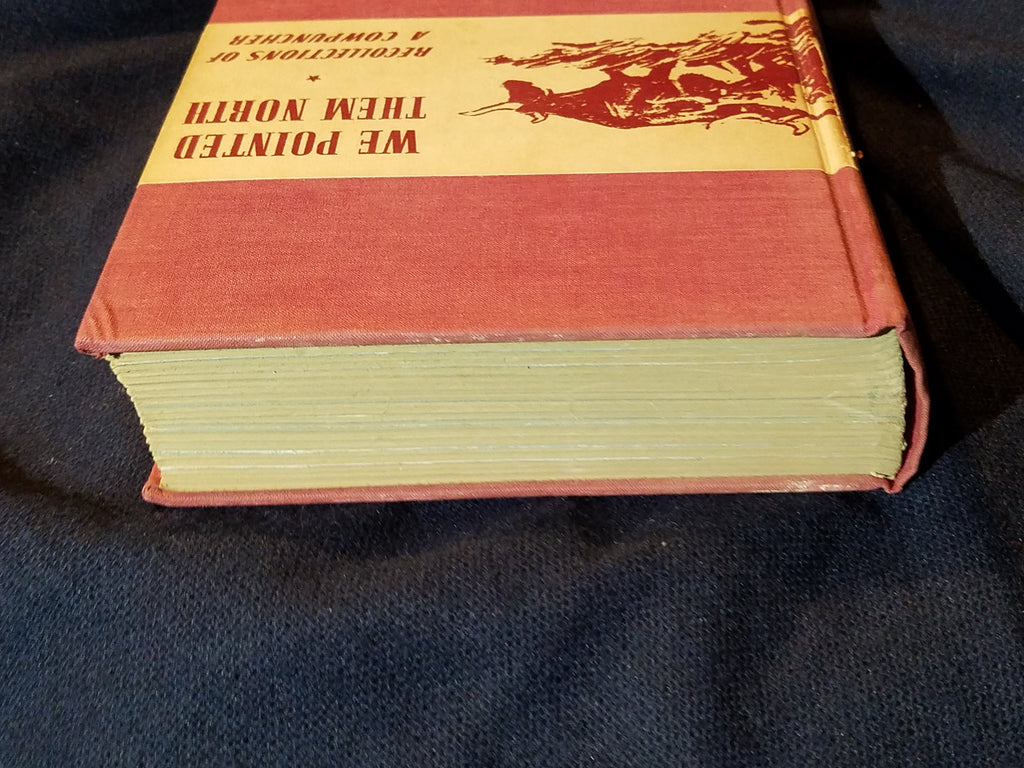 WE POINTED
THEM NORTH
★
RECOLLECTIONS OF
A COWPUNCHER